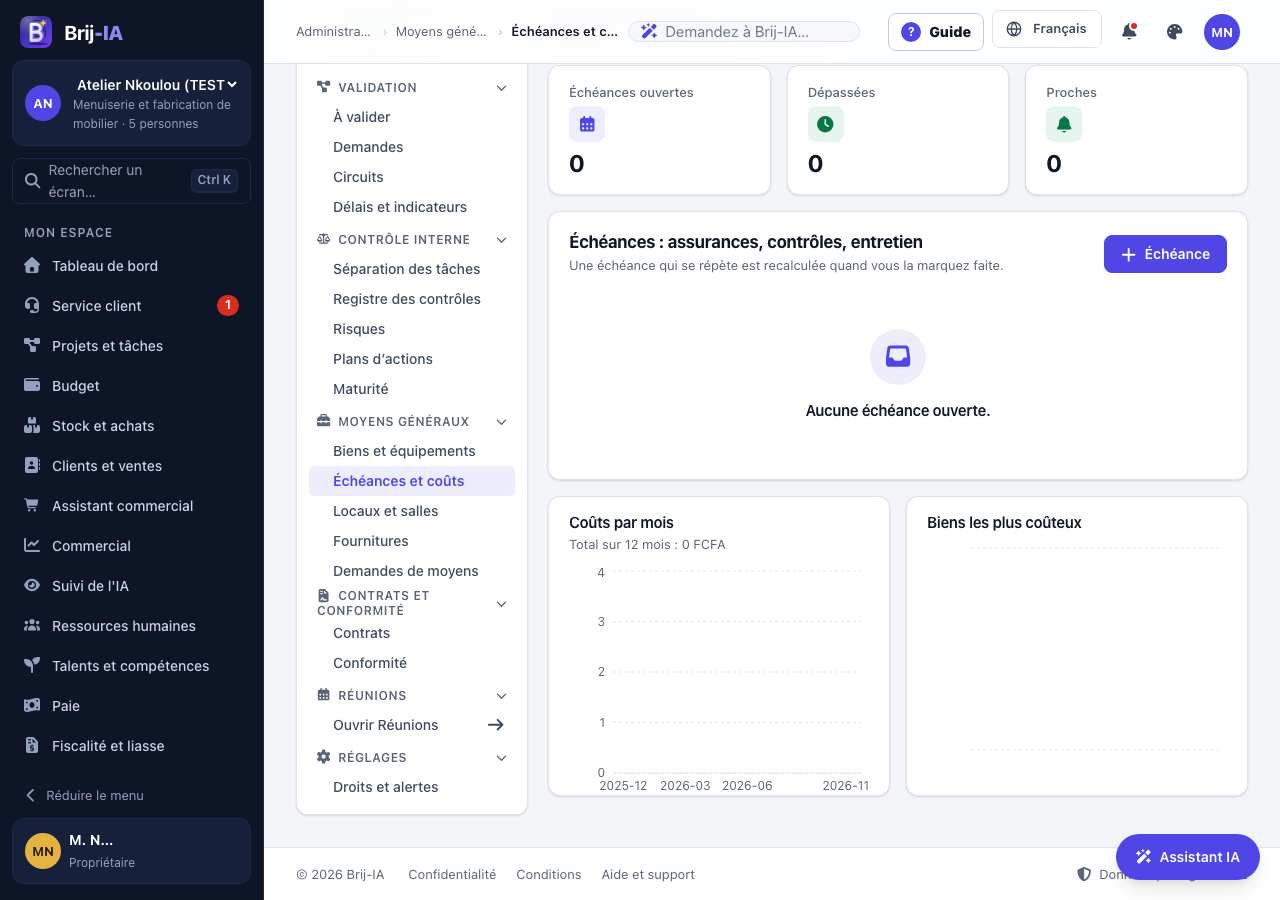 Brij-IA
Atelier Nkoulou (TEST
AN
Menuiserie et fabrication de
mobilier · 5 personnes
Rechercher un
écran...
Ctrl K
MON ESPACE
Tableau de bord
Service client
1
Projets et tâches
Budget
Stock et achats
Clients et ventes
Assistant commercial
Commercial
Suivi de l'IA
Ressources humaines
Talents et compétences
Paie
Fiscalité et liasse
Réduire le menu
MN
M. N...
Propriétaire
Administra... › Moyens géné... › Échéances et c...
Demandez à Brij-IA...
? Guide
Français
MN
VALIDATION
À valider
Demandes
Circuits
Délais et indicateurs
CONTRÔLE INTERNE
Séparation des tâches
Registre des contrôles
Risques
Plans d'actions
Maturité
MOYENS GÉNÉRAUX
Biens et équipements
Échéances et coûts
Locaux et salles
Fournitures
Demandes de moyens
CONTRATS ET
CONFORMITÉ
Contrats
Conformité
RÉUNIONS
Ouvrir Réunions
RÉGLAGES
Droits et alertes
Échéances ouvertes
0
Dépassées
0
Proches
0
Échéances : assurances, contrôles, entretien
Une échéance qui se répète est recalculée quand vous la marquez faite.
+ Échéance
Aucune échéance ouverte.
Coûts par mois
Total sur 12 mois : 0 FCFA
4
3
2
1
0
2025-12 2026-03 2026-06 2026-11
Biens les plus coûteux
© 2026 Brij-IA
Confidentialité
Conditions
Aide et support
Assistant IA